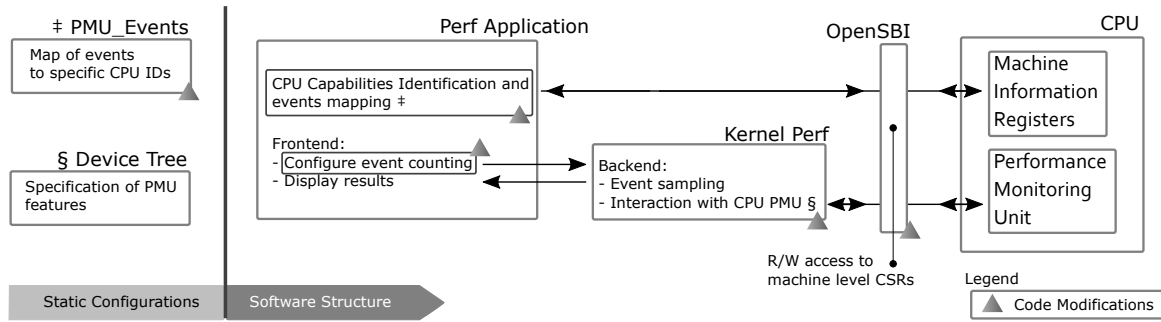 ‡ PMU_Events
Map of events
to specific CPU IDs
§ Device Tree
Specification of PMU
features
Static Configurations
Software Structure
Perf Application
CPU Capabilities Identification and
events mapping ‡
Frontend:
- Configure event counting
- Display results
Kernel Perf
Backend:
- Event sampling
- Interaction with CPU PMU §
OpenSBI
R/W access to
machine level CSRs
CPU
Machine
Information
Registers
Performance
Monitoring
Unit
Legend
Code Modifications